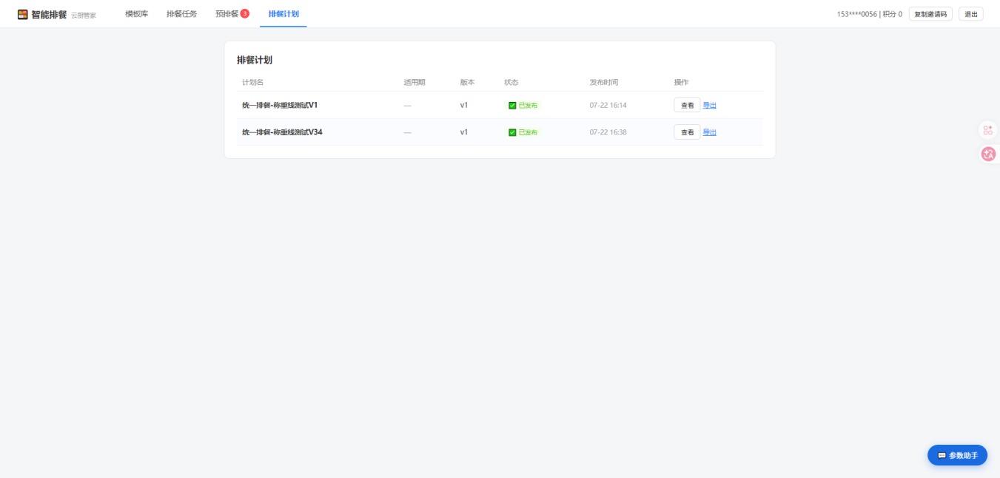 智能排餐 云厨管家 模板库 排餐任务 预排餐 3 排餐计划 153****0056 | 积分 0 复制邀请码 退出
排餐计划
计划名 适用期 版本 状态 发布时间 操作
统一排餐-称重线测试V1 — v1 ✅ 已发布 07-22 16:14 查看 导出
统一排餐-称重线测试V34 — v1 ✅ 已发布 07-22 16:38 查看 导出
参数助手